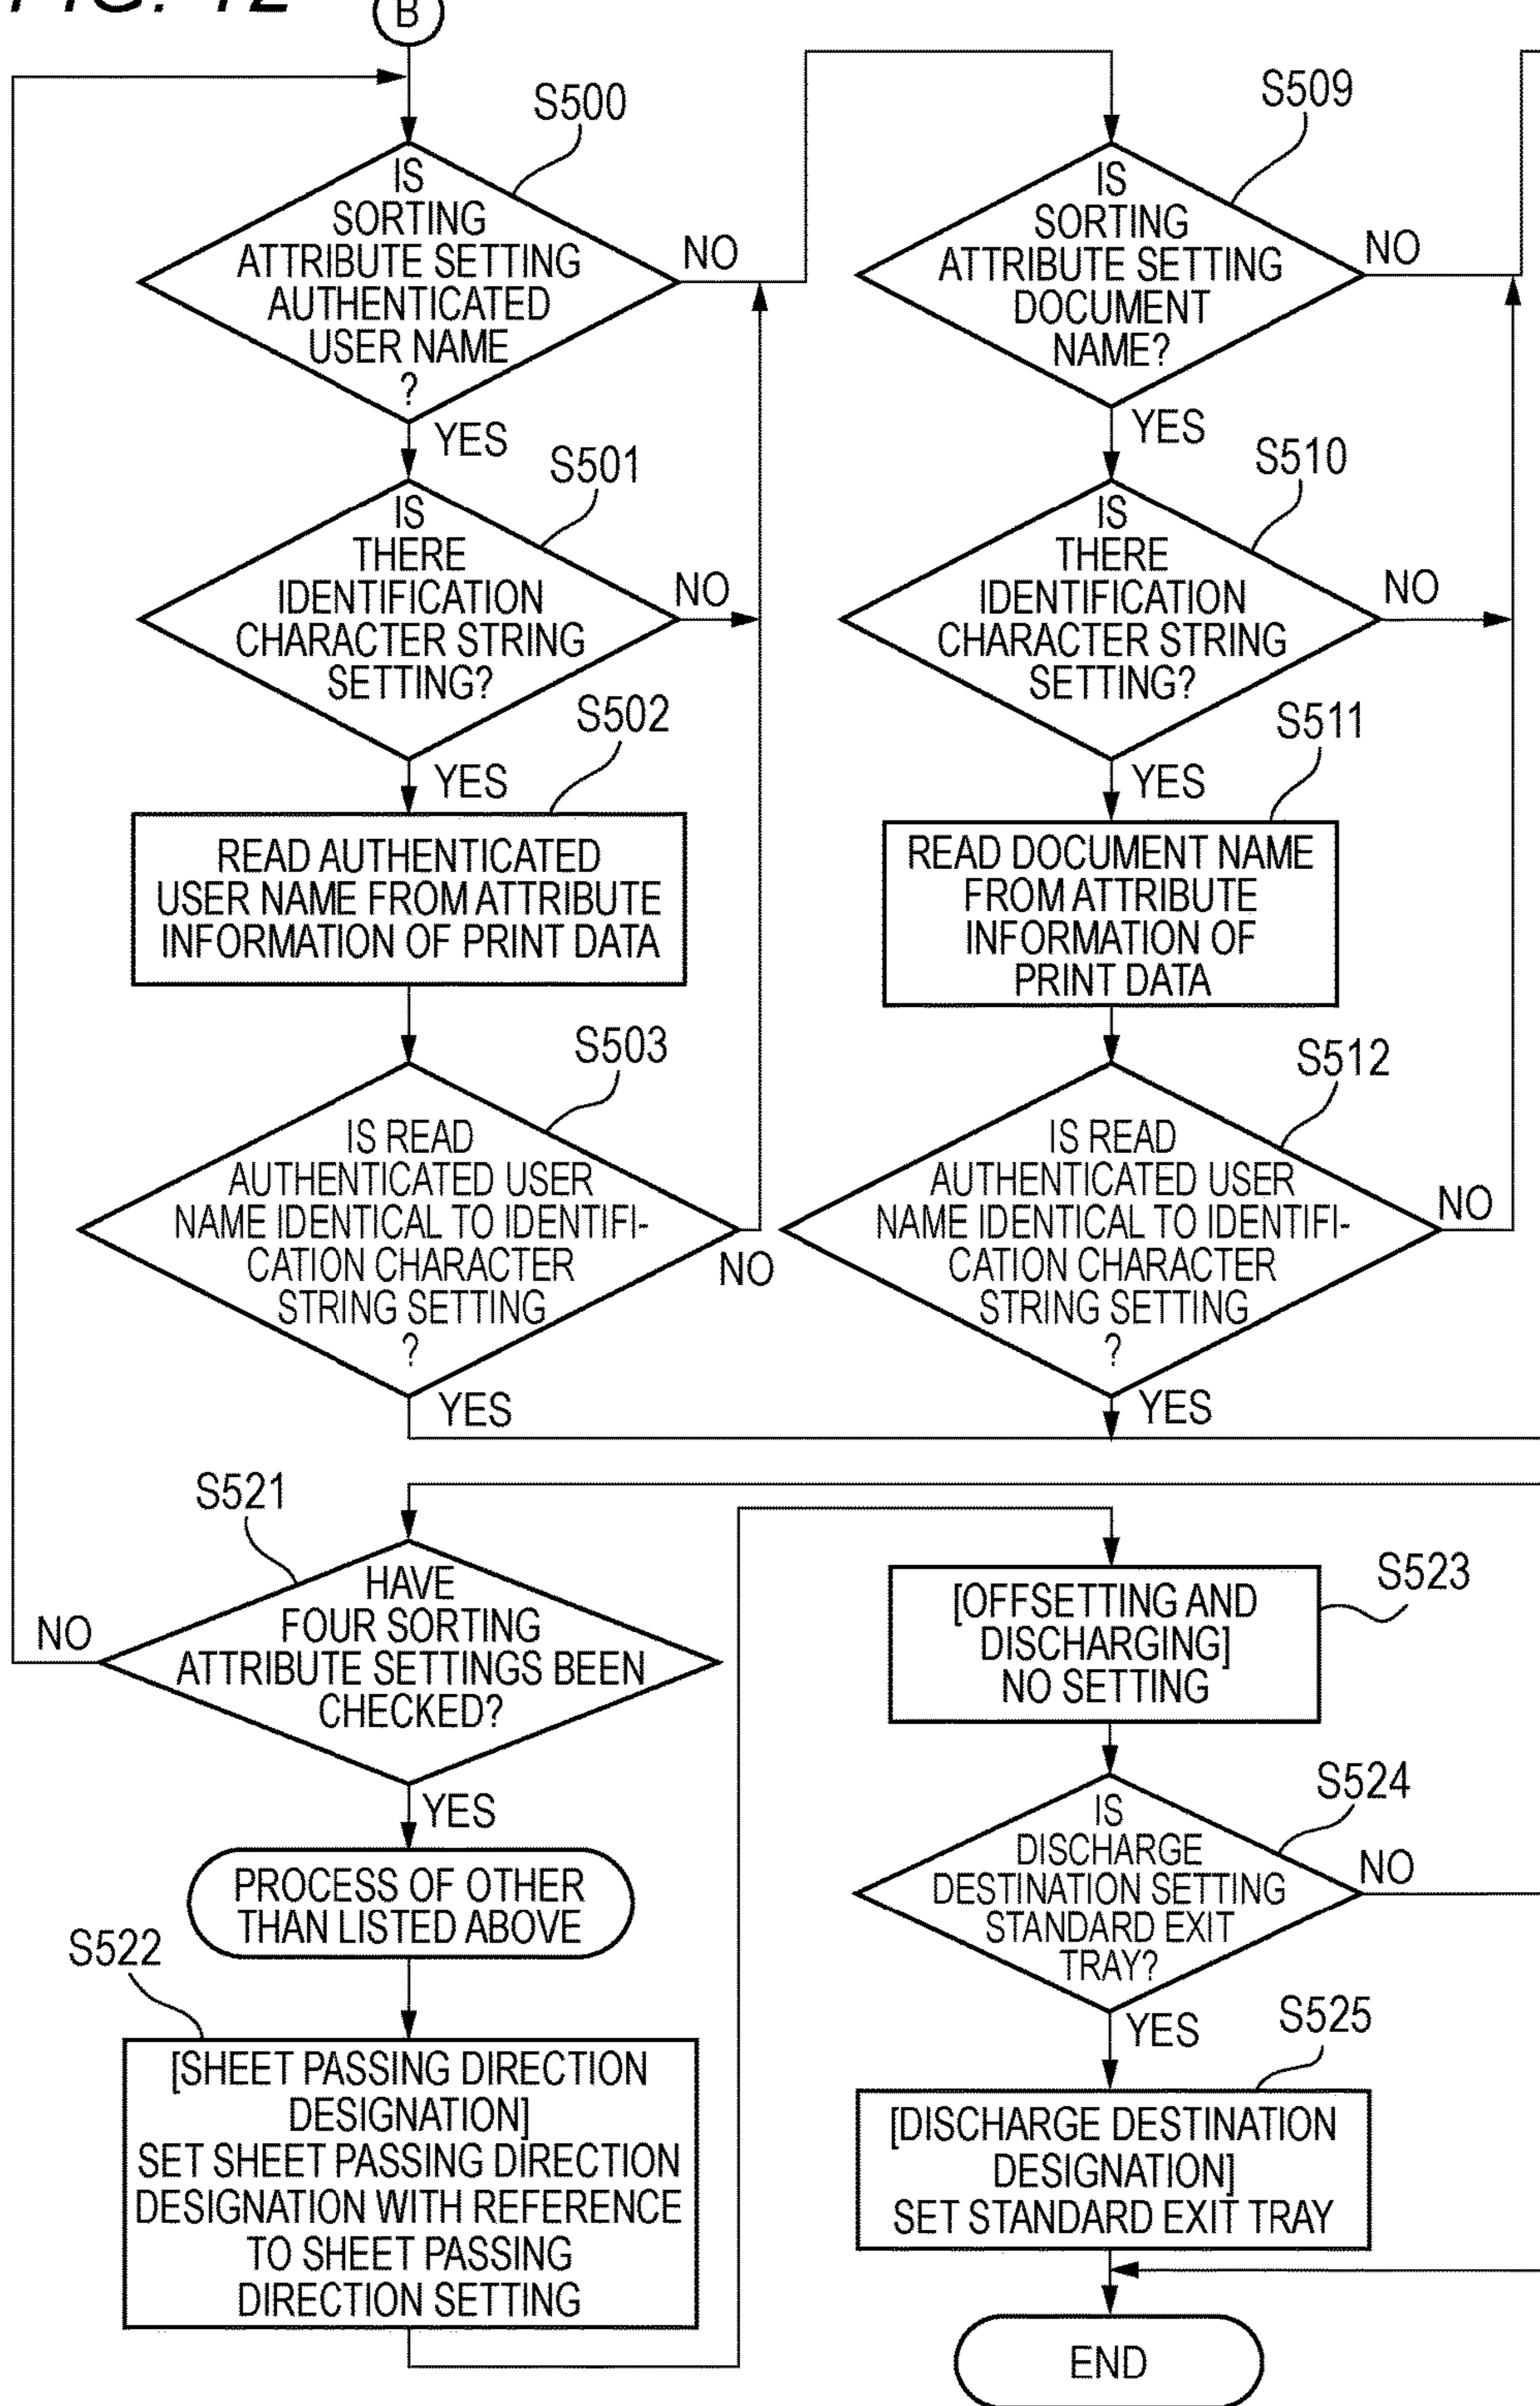 FIG. 12
B
S500
IS
SORTING
ATTRIBUTE SETTING
AUTHENTICATED
USER NAME
?
NO
YES
S501
IS
THERE
IDENTIFICATION
CHARACTER STRING
SETTING?
NO
YES
S502
READ AUTHENTICATED
USER NAME FROM ATTRIBUTE
INFORMATION OF PRINT DATA
S503
IS READ
AUTHENTICATED USER
NAME IDENTICAL TO IDENTIFI-
CATION CHARACTER
STRING SETTING
?
NO
YES
S509
IS
SORTING
ATTRIBUTE SETTING
DOCUMENT
NAME?
NO
YES
S510
IS
THERE
IDENTIFICATION
CHARACTER STRING
SETTING?
NO
YES
S511
READ DOCUMENT NAME
FROM ATTRIBUTE
INFORMATION OF
PRINT DATA
S512
IS READ
AUTHENTICATED USER
NAME IDENTICAL TO IDENTIFI-
CATION CHARACTER
STRING SETTING
?
NO
YES
S521
HAVE
FOUR SORTING
ATTRIBUTE SETTINGS BEEN
CHECKED?
NO
YES
PROCESS OF OTHER
THAN LISTED ABOVE
S522
[SHEET PASSING DIRECTION
DESIGNATION]
SET SHEET PASSING DIRECTION
DESIGNATION WITH REFERENCE
TO SHEET PASSING
DIRECTION SETTING
S523
[OFFSETTING AND
DISCHARGING]
NO SETTING
S524
IS
DISCHARGE
DESTINATION SETTING
STANDARD EXIT
TRAY?
NO
YES
S525
[DISCHARGE DESTINATION
DESIGNATION]
SET STANDARD EXIT TRAY
END